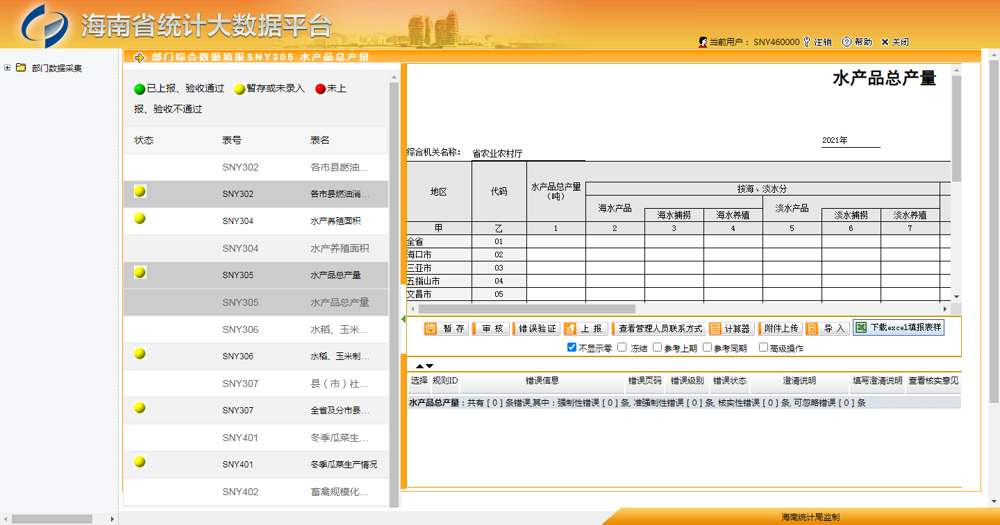 海南省统计大数据平台
当前用户： SNY460000 注销 帮助 关闭
部门数据采集
部门综合数据填报SNY305 水产品总产量
已上报、验收通过 暂存或未录入 未上
报、验收不通过
状态 表号 表名
SNY302 各市县燃油...
SNY302 各市县燃油消...
SNY304 水产养殖面积
SNY304 水产养殖面积
SNY305 水产品总产量
SNY305 水产品总产量
SNY306 水稻、玉米...
SNY306 水稻、玉米制...
SNY307 县（市）社...
SNY307 全省及分市县...
SNY401 冬季瓜菜生...
SNY401 冬季瓜菜生产情况
SNY402 畜禽规模化...
水产品总产量
2021年
综合机关名称： 省农业农村厅
地区 代码 水产品总产量（吨） 按海、淡水分
海水产品 淡水产品
海水捕捞 海水养殖 淡水捕捞 淡水养殖
甲 乙 1 2 3 4 5 6 7
全省 01
海口市 02
三亚市 03
五指山市 04
文昌市 05
暂 存 审 核 错误验证 上 报 查看管理人员联系方式 计算器 附件上传 导 入 下载excel填报表样
不显示零 冻结 参考上期 参考同期 高级操作
选择 规则ID 错误信息 错误页码 错误级别 错误状态 澄清说明 填写澄清说明 查看核实意见
水产品总产量：共有 [ 0 ] 条错误,其中：强制性错误 [ 0 ] 条, 准强制性错误 [ 0 ] 条, 核实性错误 [ 0 ] 条, 可忽略错误 [ 0 ] 条
海南统计局监制